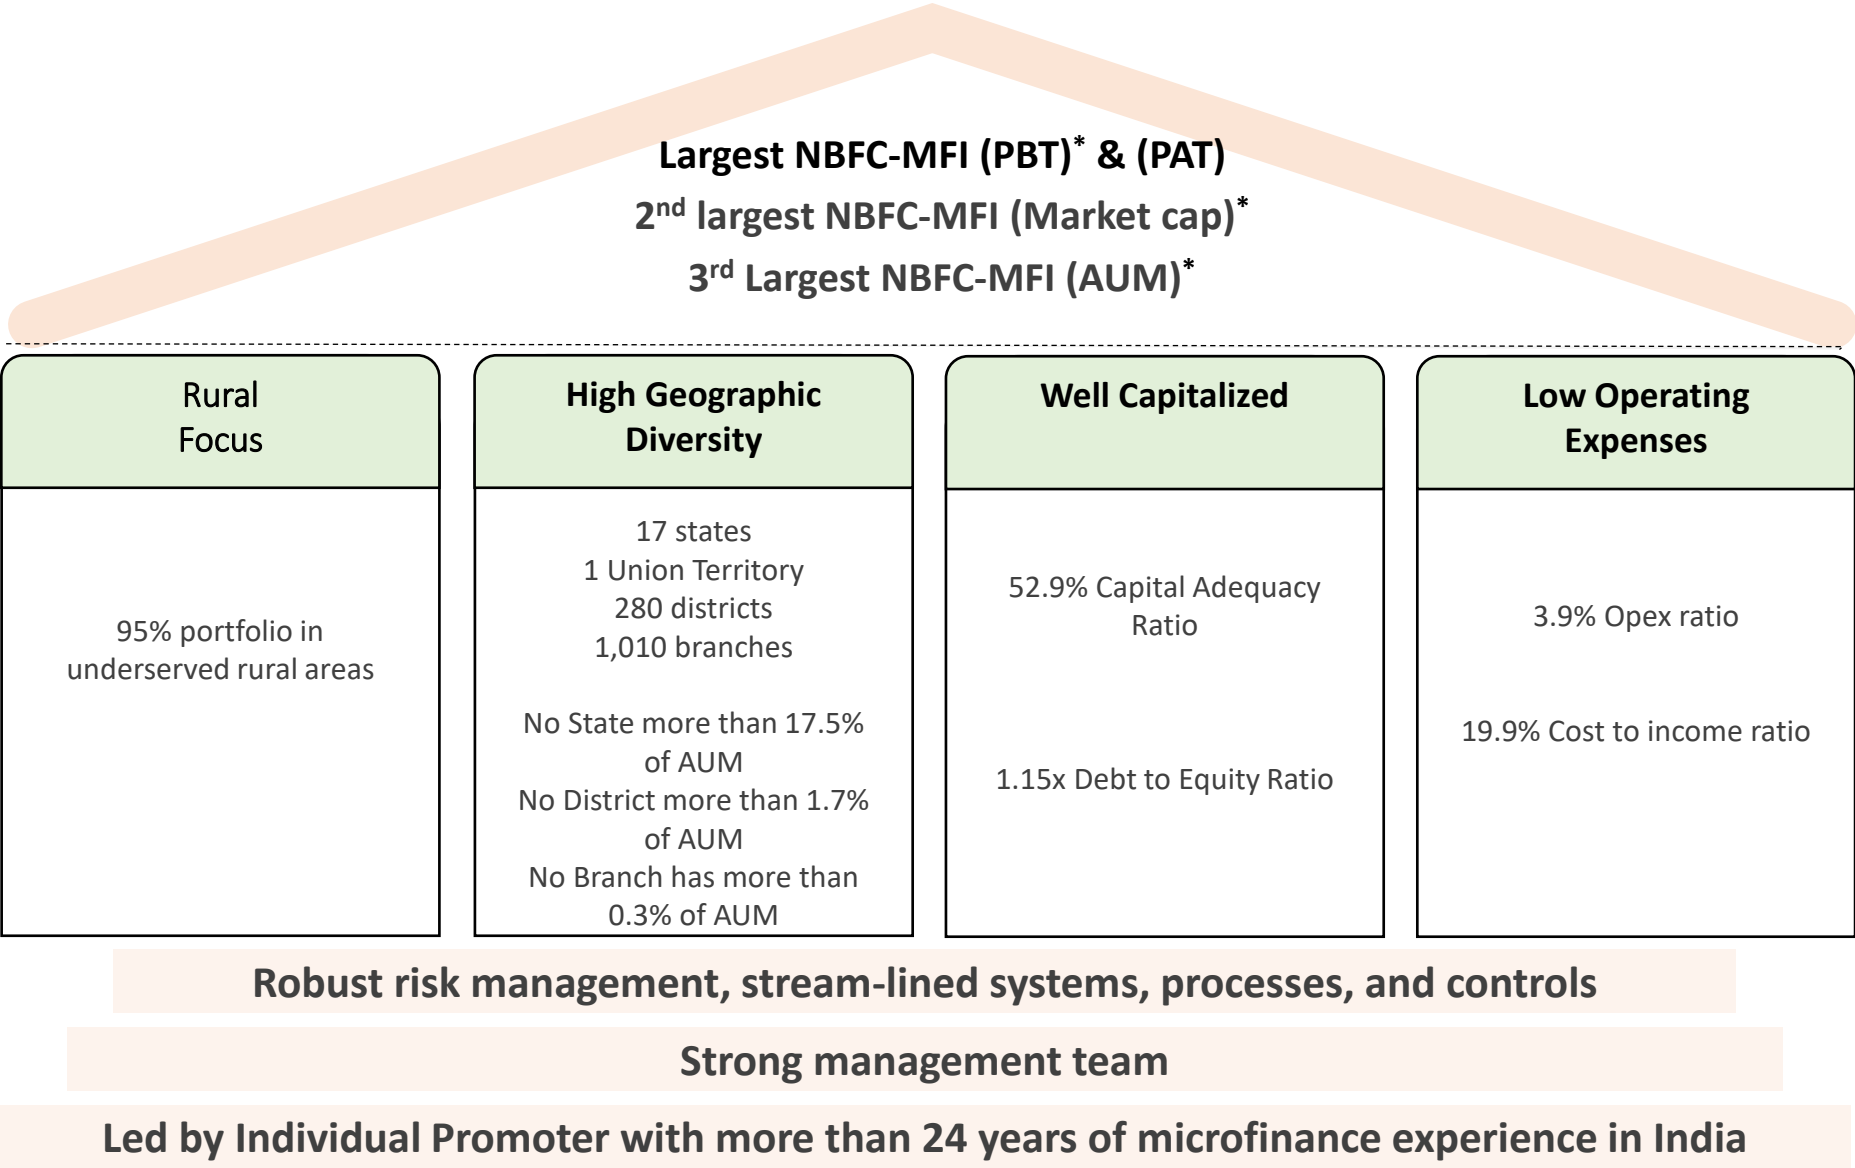 Largest NBFC-MFI (PBT)* & (PAT)
2nd largest NBFC-MFI (Market cap)*
3rd Largest NBFC-MFI (AUM)*
Rural
Focus
95% portfolio in
underserved rural areas
High Geographic
Diversity
17 states
1 Union Territory
280 districts
1,010 branches
No State more than 17.5%
of AUM
No District more than 1.7%
of AUM
No Branch has more than
0.3% of AUM
Well Capitalized
52.9% Capital Adequacy
Ratio
1.15x Debt to Equity Ratio
Low Operating
Expenses
3.9% Opex ratio
19.9% Cost to income ratio
Robust risk management, stream-lined systems, processes, and controls
Strong management team
Led by Individual Promoter with more than 24 years of microfinance experience in India